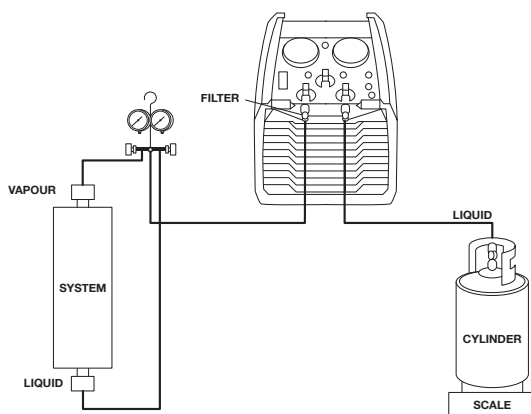 FILTER
VAPOUR
LIQUID
SYSTEM
CYLINDER
LIQUID
SCALE